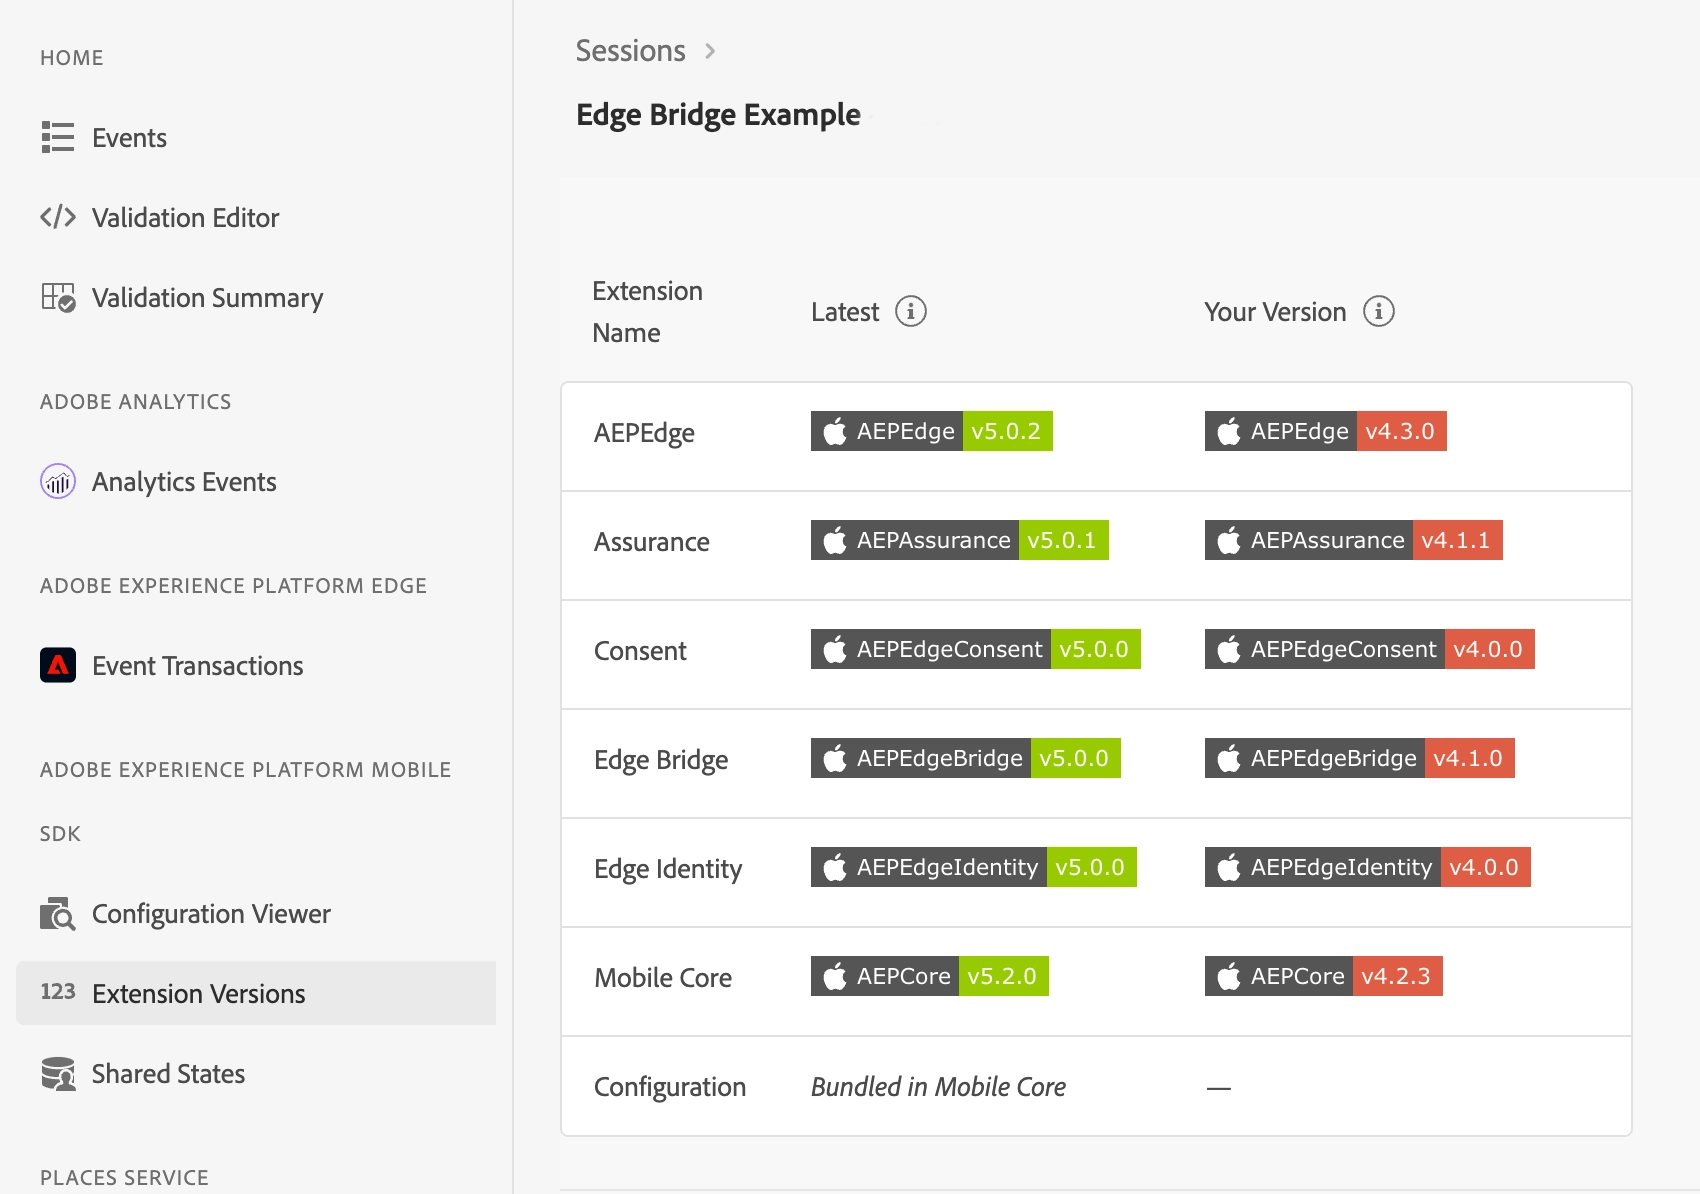 HOME
Events
Validation Editor
Validation Summary
ADOBE ANALYTICS
Analytics Events
ADOBE EXPERIENCE PLATFORM EDGE
Event Transactions
ADOBE EXPERIENCE PLATFORM MOBILE
SDK
Configuration Viewer
123 Extension Versions
Shared States
PLACES SERVICE
Sessions
Edge Bridge Example
Extension
Name
Latest
Your Version
AEPEdge AEPEdge v5.0.2 AEPEdge v4.3.0
Assurance AEPAssurance v5.0.1 AEPAssurance v4.1.1
Consent AEPEdgeConsent v5.0.0 AEPEdgeConsent v4.0.0
Edge Bridge AEPEdgeBridge v5.0.0 AEPEdgeBridge v4.1.0
Edge Identity AEPEdgeIdentity v5.0.0 AEPEdgeIdentity v4.0.0
Mobile Core AEPCore v5.2.0 AEPCore v4.2.3
Configuration Bundled in Mobile Core —